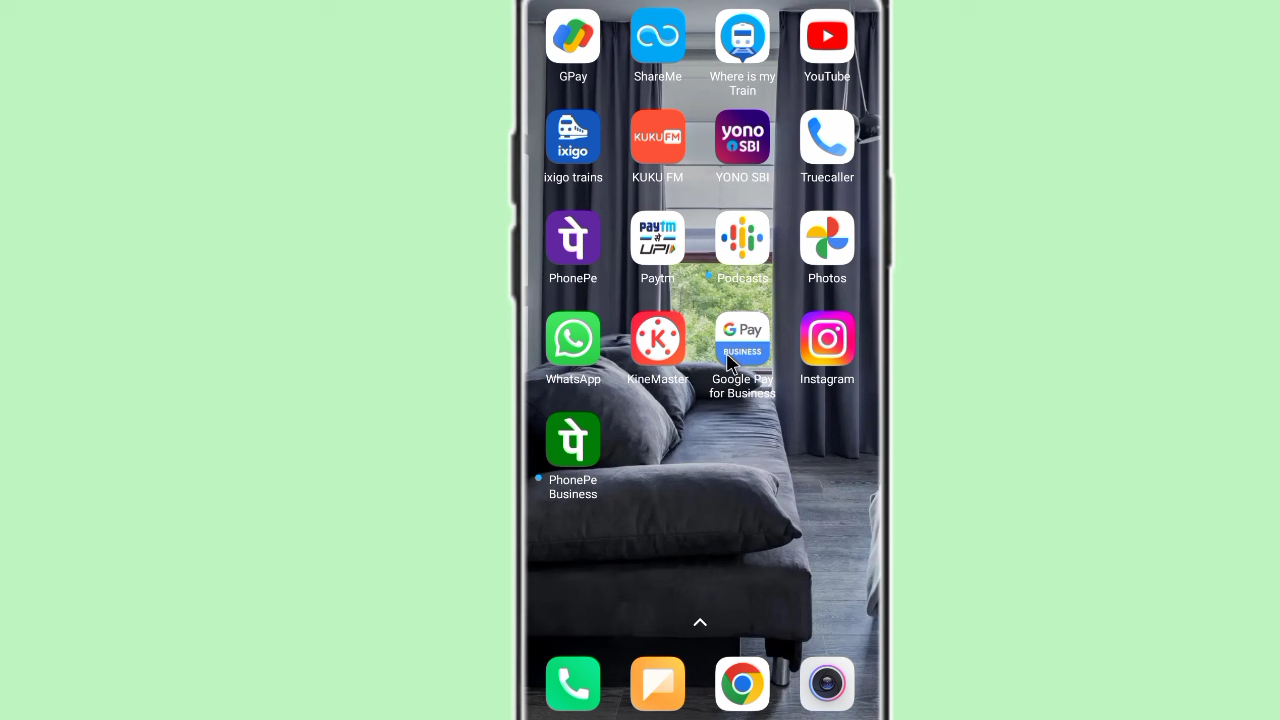 GPay
ShareMe
Where is my
Train
YouTube
ixigo
ixigo trains
KUKU FM
KUKU FM
yono
SBI
YONO SBI
Truecaller
पे
PhonePe
paytm
से
UPI
Paytm
Podcasts
Photos
WhatsApp
K
KineMaster
G Pay
BUSINESS
Google Pay
for Business
Instagram
पे
PhonePe
Business